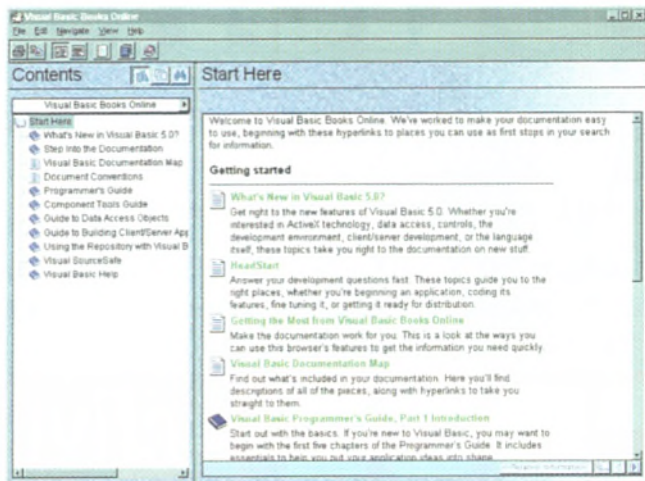 Visual Basic Books Online
File Edit Navigate View Help
Contents
Start Here
Visual Basic Books Online
Start Here
What's New in Visual Basic 5.0?
Step Into the Documentation
Visual Basic Documentation Map
Document Conventions
Programmer's Guide
Component Tools Guide
Guide to Data Access Objects
Guide to Building Client/Server App
Using the Repository with Visual B
Visual SourceSafe
Visual Basic Help
Welcome to Visual Basic Books Online. We've worked to make your documentation easy
to use, beginning with these hyperlinks to places you can use as first stops in your search
for information.
Getting started
What's New in Visual Basic 5.0?
Get right to the new features of Visual Basic 5.0. Whether you're
interested in ActiveX technology, data access, controls, the
development environment, client/server development, or the language
itself, these topics take you right to the documentation on new stuff.
HeadStart
Answer your development questions fast. These topics guide you to the
right places, whether you're beginning an application, coding its
features, fine tuning it, or getting it ready for distribution.
Getting the Most from Visual Basic Books Online
Make the documentation work for you. This is a look at the ways you
can use this browser's features to get the information you need quickly.
Visual Basic Documentation Map
Find out what's included in your documentation. Here you'll find
descriptions of all of the pieces, along with hyperlinks to take you
straight to them.
Visual Basic Programmer's Guide, Part 1 Introduction
Start out with the basics. If you're new to Visual Basic, you may want to
begin with the first five chapters of the Programmer's Guide. It includes
essentials to help you put your application ideas into shape.